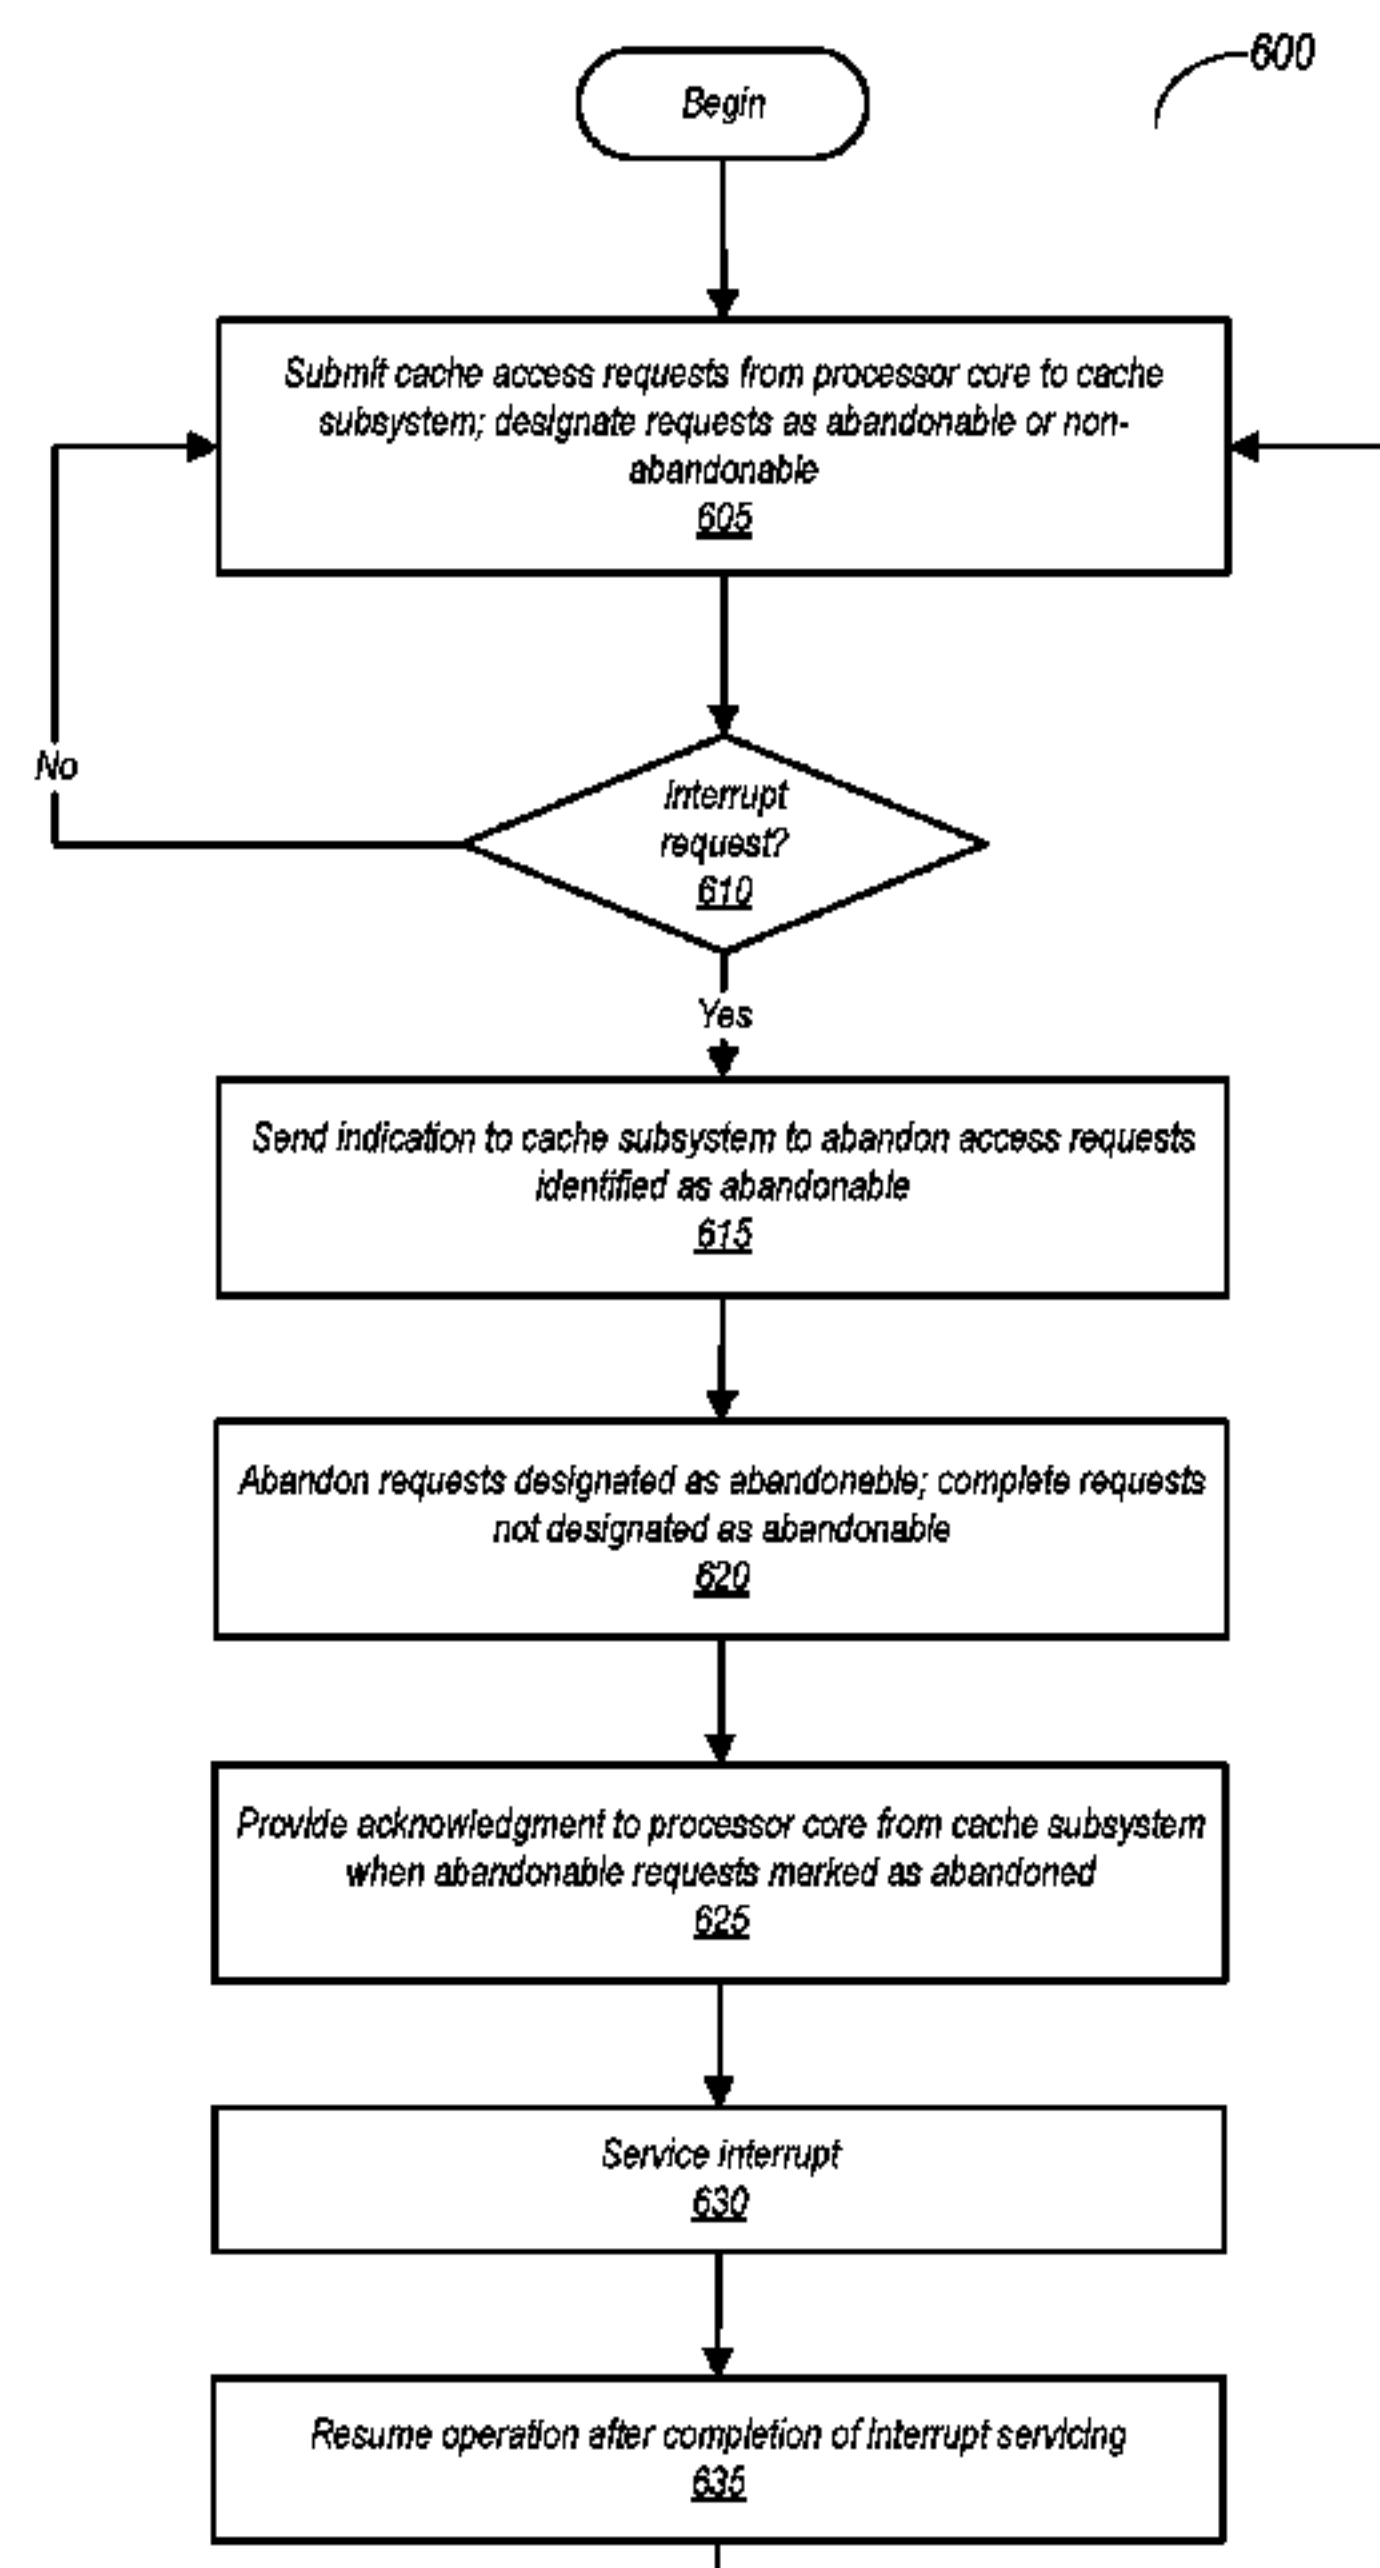 600
Begin
Submit cache access requests from processor core to cache
subsystem; designate requests as abandonable or non-
abandonable
605
No
Interrupt
request?
610
Yes
Send indication to cache subsystem to abandon access requests
identified as abandonable
615
Abandon requests designated as abandonable; complete requests
not designated as abandonable
620
Provide acknowledgment to processor core from cache subsystem
when abandonable requests marked as abandoned
625
Service interrupt
630
Resume operation after completion of interrupt servicing
635